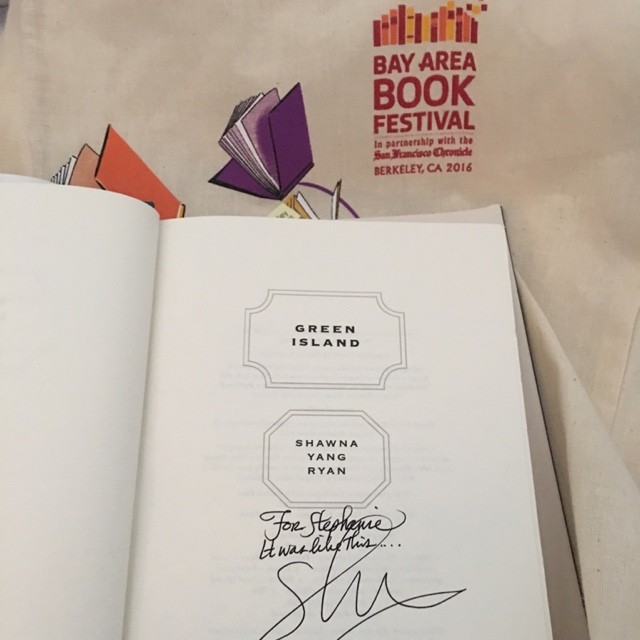 BAY AREA
BOOK
FESTIVAL
In partnership with the
San Francisco Chronicle
BERKELEY, CA 2016
GREEN
ISLAND
SHAWNA
YANG
RYAN
For Stephanie
It was like this.....